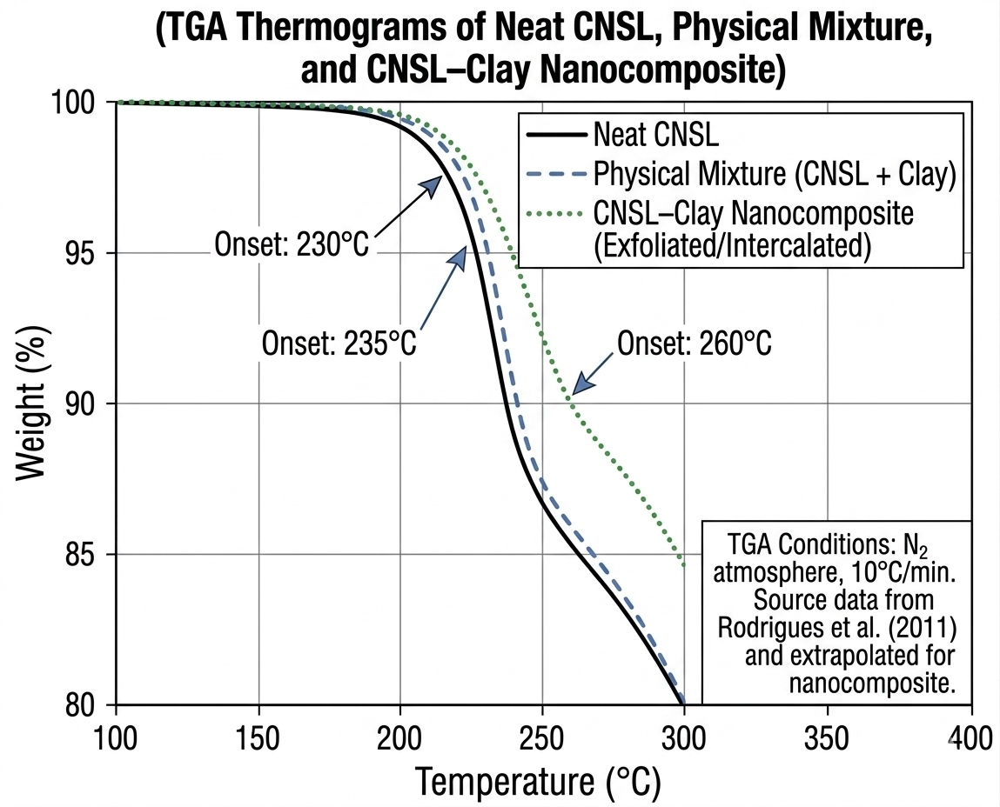 (TGA Thermograms of Neat CNSL, Physical Mixture,
and CNSL–Clay Nanocomposite)
Neat CNSL
Physical Mixture (CNSL + Clay)
CNSL–Clay Nanocomposite
(Exfoliated/Intercalated)
Onset: 230°C
Onset: 235°C
Onset: 260°C
TGA Conditions: N₂
atmosphere, 10°C/min.
Source data from
Rodrigues et al. (2011)
and extrapolated for
nanocomposite.
Weight (%)
100
95
90
85
80
100 150 200 250 300 350 400
Temperature (°C)